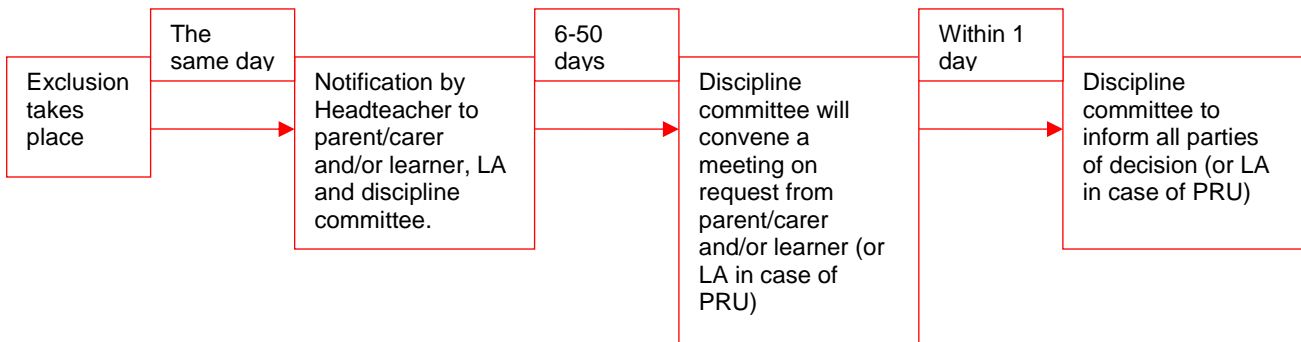 Exclusion
takes
place
The
same day
Notification by
Headteacher to
parent/carer
and/or learner, LA
and discipline
committee.
6-50
days
Discipline
committee will
convene a
meeting on
request from
parent/carer
and/or learner (or
LA in case of
PRU)
Within 1
day
Discipline
committee to
inform all parties
of decision (or LA
in case of PRU)